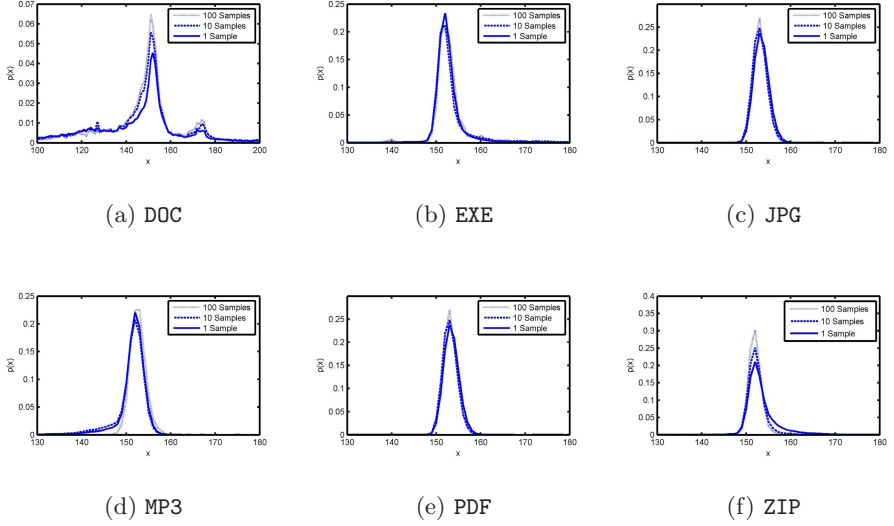 0.07
0.06
0.05
0.04
0.03
0.02
0.01
0
p(x)
100 120 140 160 180 200
x
100 Samples
10 Samples
1 Sample
(a) DOC
0.25
0.2
0.15
0.1
0.05
0
p(x)
130 140 150 160 170 180
x
100 Samples
10 Samples
1 Sample
(b) EXE
0.25
0.2
0.15
0.1
0.05
0
p(x)
130 140 150 160 170 180
x
100 Samples
10 Samples
1 Sample
(c) JPG
0.25
0.2
0.15
0.1
0.05
0
p(x)
130 140 150 160 170 180
x
100 Samples
10 Samples
1 Sample
(d) MP3
0.25
0.2
0.15
0.1
0.05
0
p(x)
130 140 150 160 170 180
x
100 Samples
10 Samples
1 Sample
(e) PDF
0.4
0.35
0.3
0.25
0.2
0.15
0.1
0.05
0
p(x)
130 140 150 160 170 180
x
100 Samples
10 Samples
1 Sample
(f) ZIP